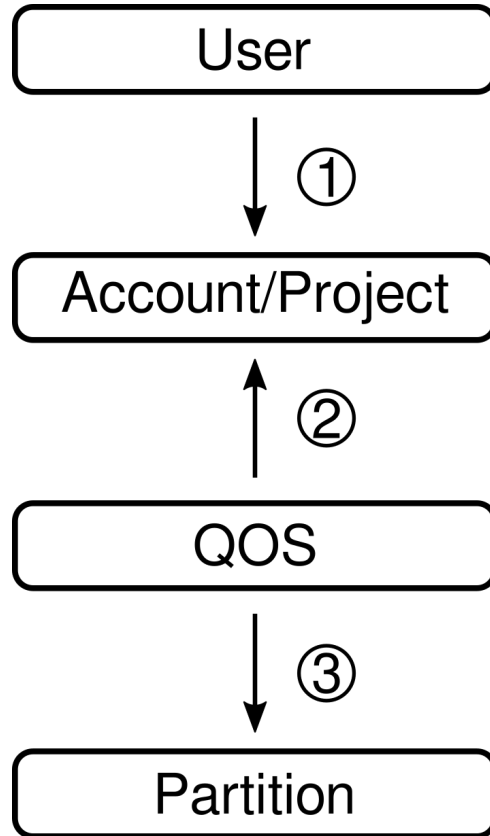 User
①
Account/Project
②
QOS
③
Partition